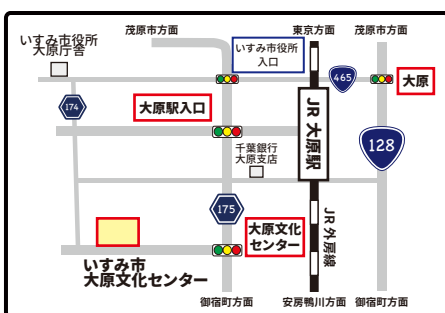 茂原市方面
東京方面
茂原市方面
いすみ市役所
大原庁舎
いすみ市役所
入口
465
大原
174
大原駅入口
JR 大原駅
128
千葉銀行
大原支店
175
大原文化
センター
JR 外房線
いすみ市
大原文化センター
御宿町方面
安房鴨川方面
御宿町方面